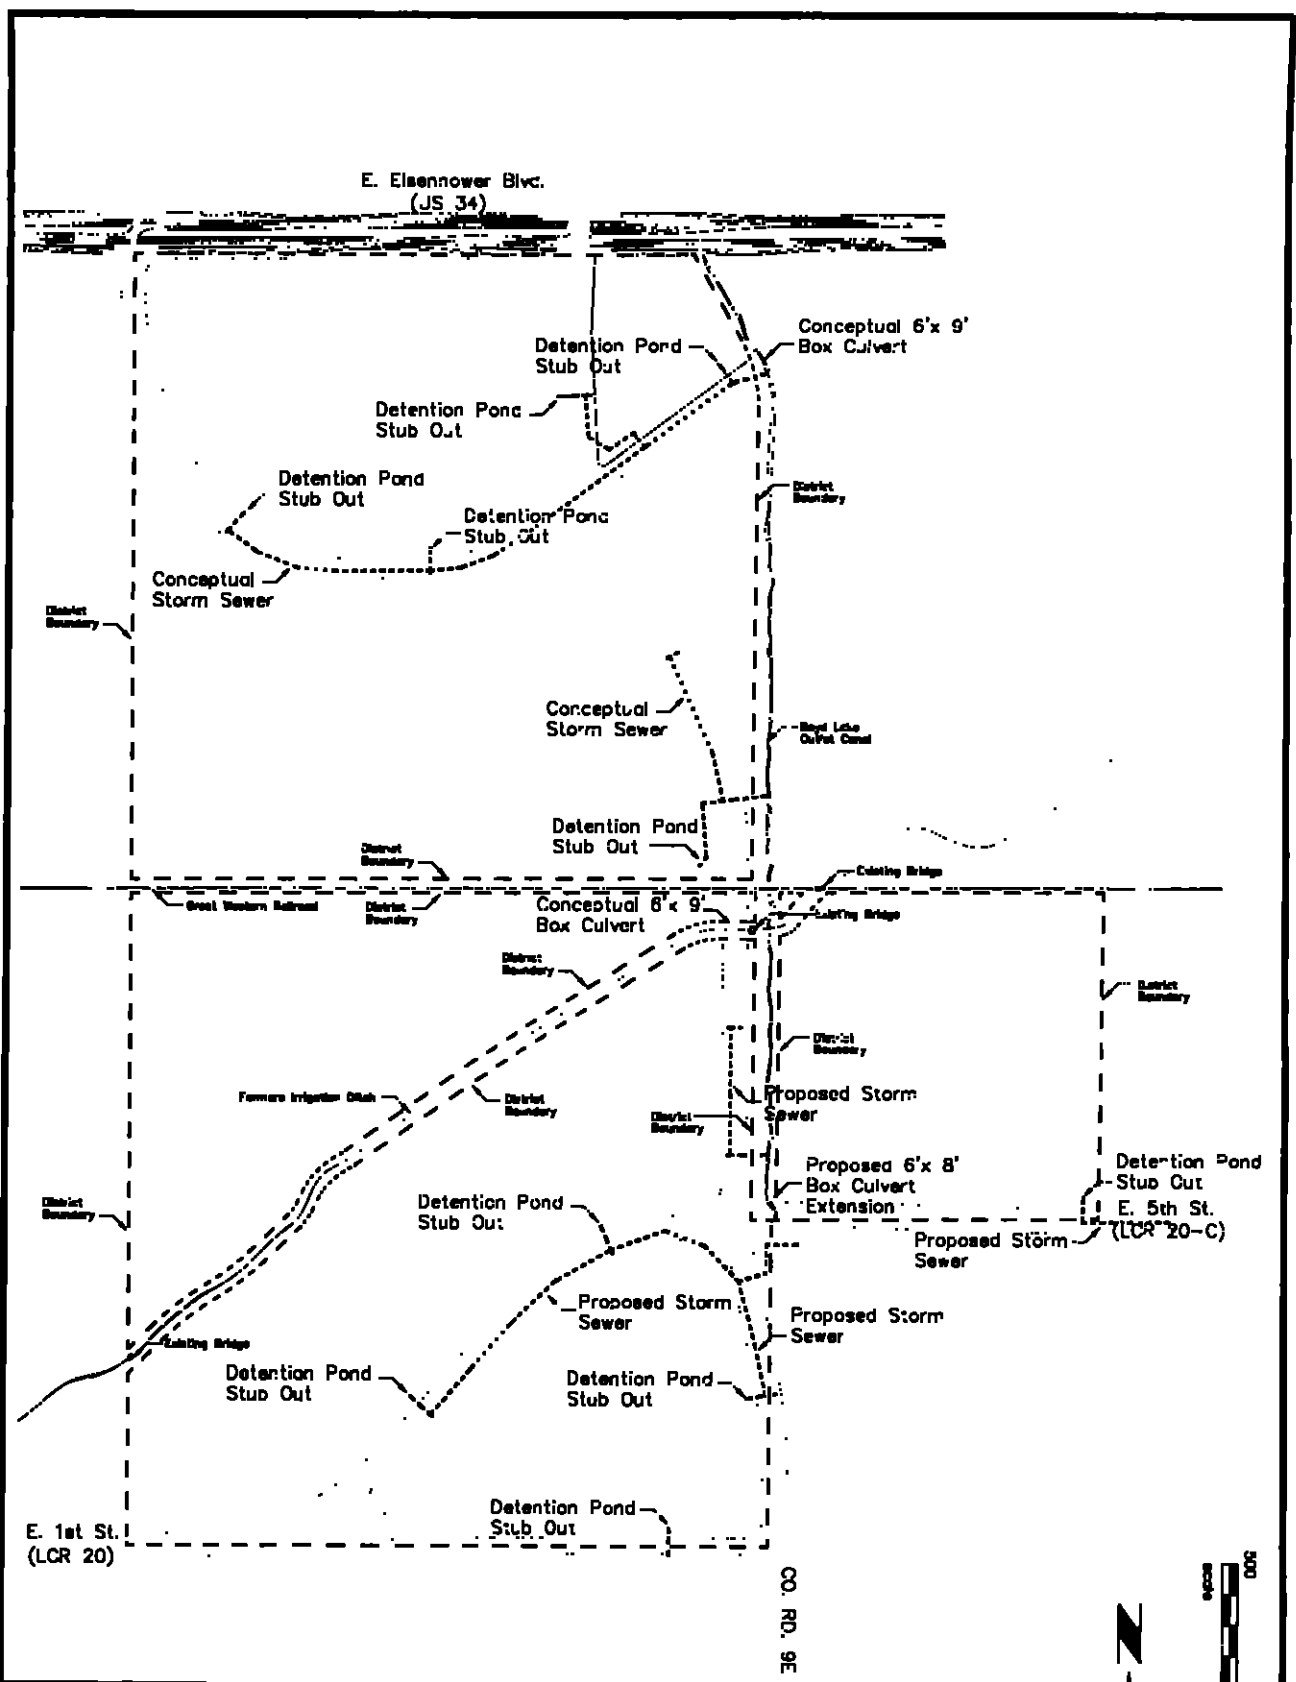 E. Eisenhower Blvd.
(US 34)
Conceptual 6'x 9'
Box Culvert
Detention Pond
Stub Out
Detention Pond
Stub Out
Detention Pond
Stub Out
District
Boundary
Detention Pond
Stub Out
Conceptual
Storm Sewer
District
Boundary
Conceptual
Storm Sewer
Boyd Lake
Outlet Canal
Detention Pond
Stub Out
District
Boundary
Existing Bridge
Great Western Railroad
District
Boundary
Conceptual 6'x 9'
Box Culvert
Existing Bridge
District
Boundary
District
Boundary
District
Boundary
Farmers Irrigation Ditch
District
Boundary
District
Boundary
Proposed Storm
Sewer
Proposed 6'x 8'
Box Culvert
Extension
Detention Pond
Stub Out
E. 5th St.
(LCR 20-C)
District
Boundary
Detention Pond
Stub Out
Proposed Storm
Sewer
Proposed Storm
Sewer
Proposed Storm
Sewer
Existing Bridge
Detention Pond
Stub Out
Detention Pond
Stub Out
Detention Pond
Stub Out
E. 1st St.
(LCR 20)
CO. RD. 9E
500
scale
N